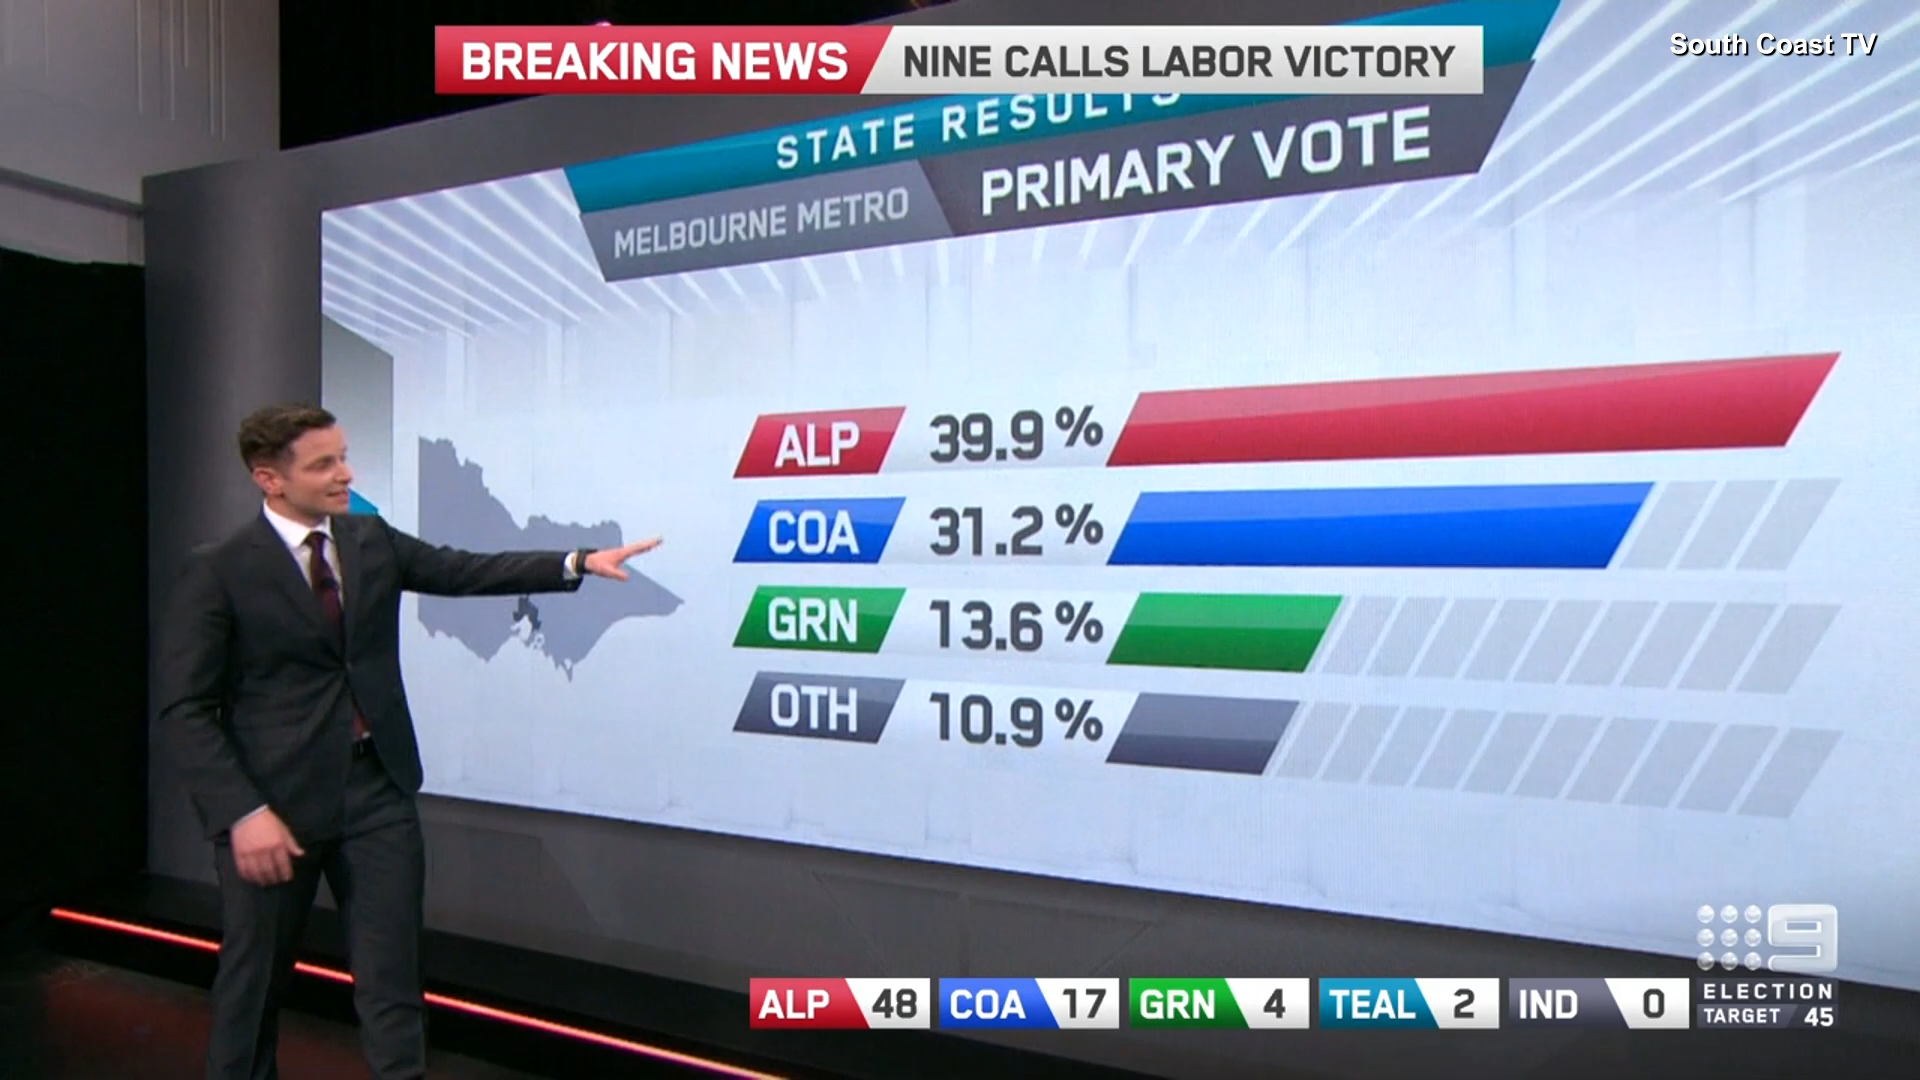 BREAKING NEWS NINE CALLS LABOR VICTORY
South Coast TV
STATE RESULTS
MELBOURNE METRO PRIMARY VOTE
ALP 39.9%
COA 31.2%
GRN 13.6%
OTH 10.9%
9
ELECTION
ALP 48 COA 17 GRN 4 TEAL 2 IND 0 TARGET 45